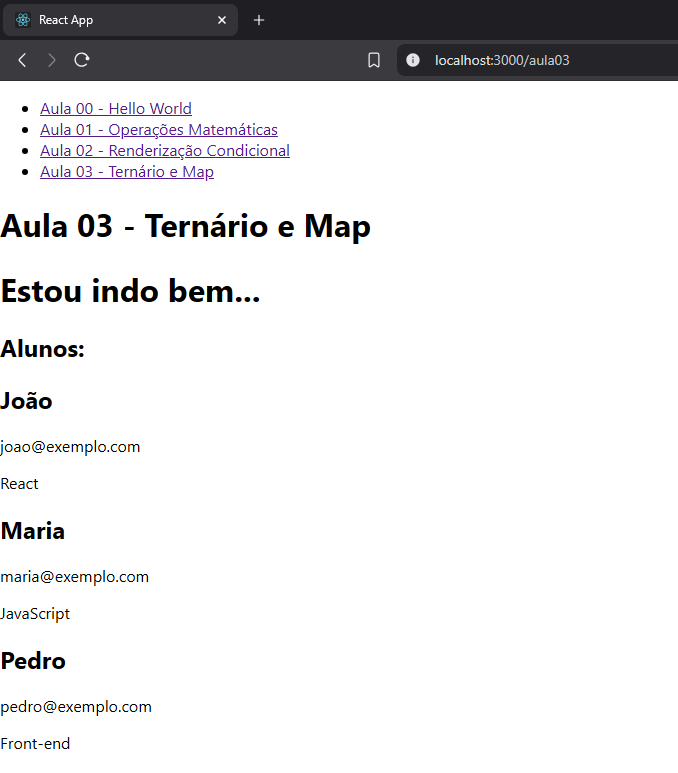 React App
localhost:3000/aula03
Aula 00 - Hello World
Aula 01 - Operações Matemáticas
Aula 02 - Renderização Condicional
Aula 03 - Ternário e Map
Aula 03 - Ternário e Map
Estou indo bem...
Alunos:
João
joao@exemplo.com
React
Maria
maria@exemplo.com
JavaScript
Pedro
pedro@exemplo.com
Front-end